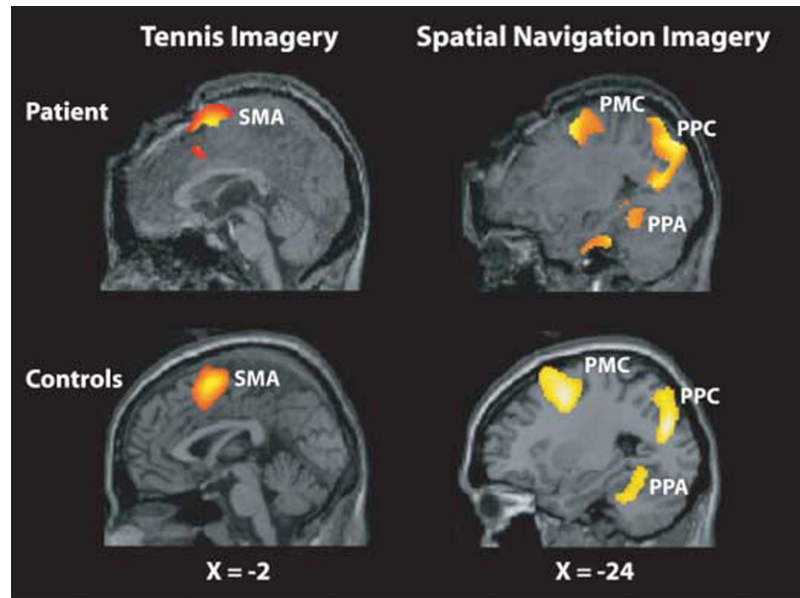 Tennis Imagery
Spatial Navigation Imagery
Patient
SMA
PMC
PPC
PPA
Controls
SMA
PMC
PPC
PPA
X = -2
X = -24